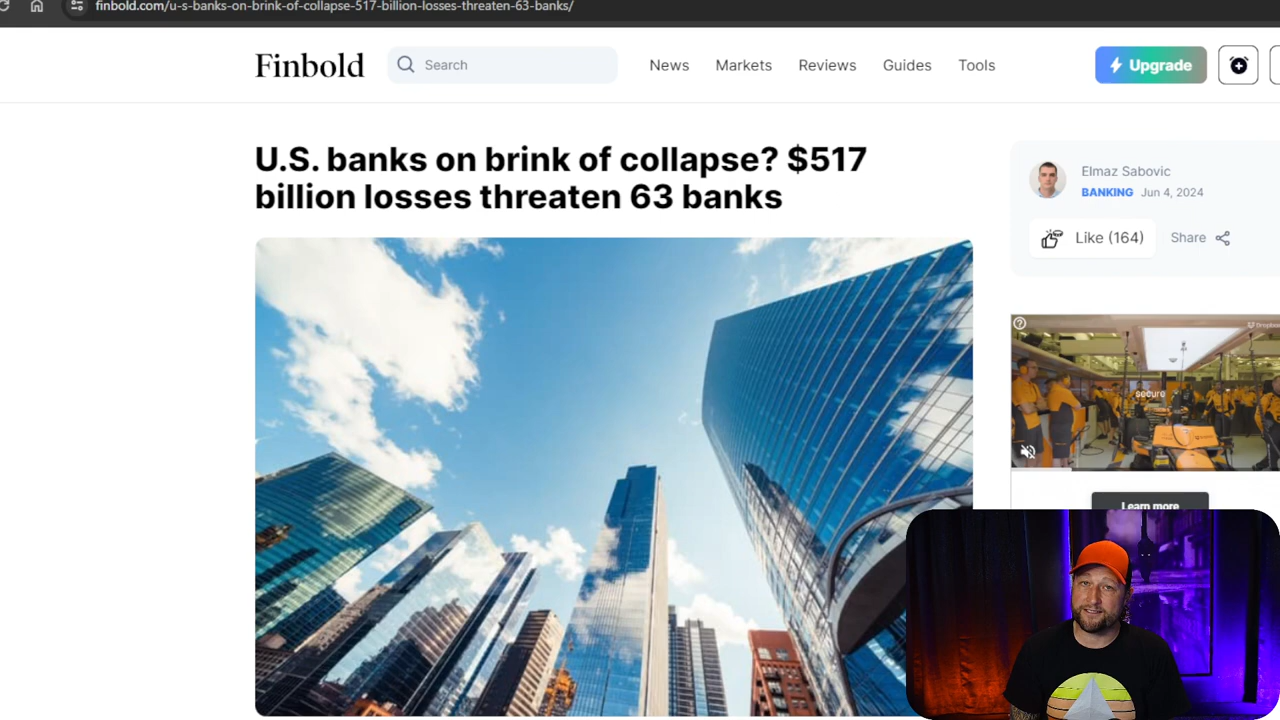 finbold.com/u-s-banks-on-brink-of-collapse-517-billion-losses-threaten-63-banks/
Finbold
Search
News
Markets
Reviews
Guides
Tools
Upgrade
U.S. banks on brink of collapse? $517
billion losses threaten 63 banks
Elmaz Sabovic
BANKING Jun 4, 2024
Like (164)
Share
secure
Learn more